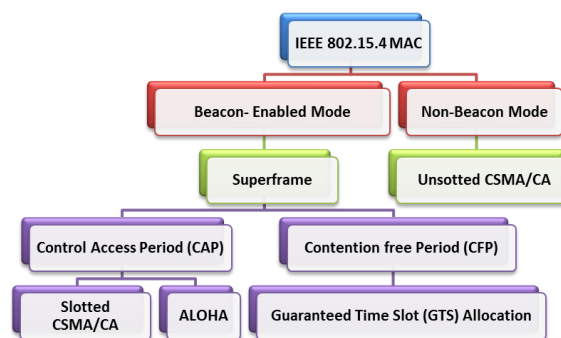 IEEE 802.15.4 MAC
Beacon- Enabled Mode
Non-Beacon Mode
Superframe
Unsotted CSMA/CA
Control Access Period (CAP)
Contention free Period (CFP)
Slotted
CSMA/CA
ALOHA
Guaranteed Time Slot (GTS) Allocation